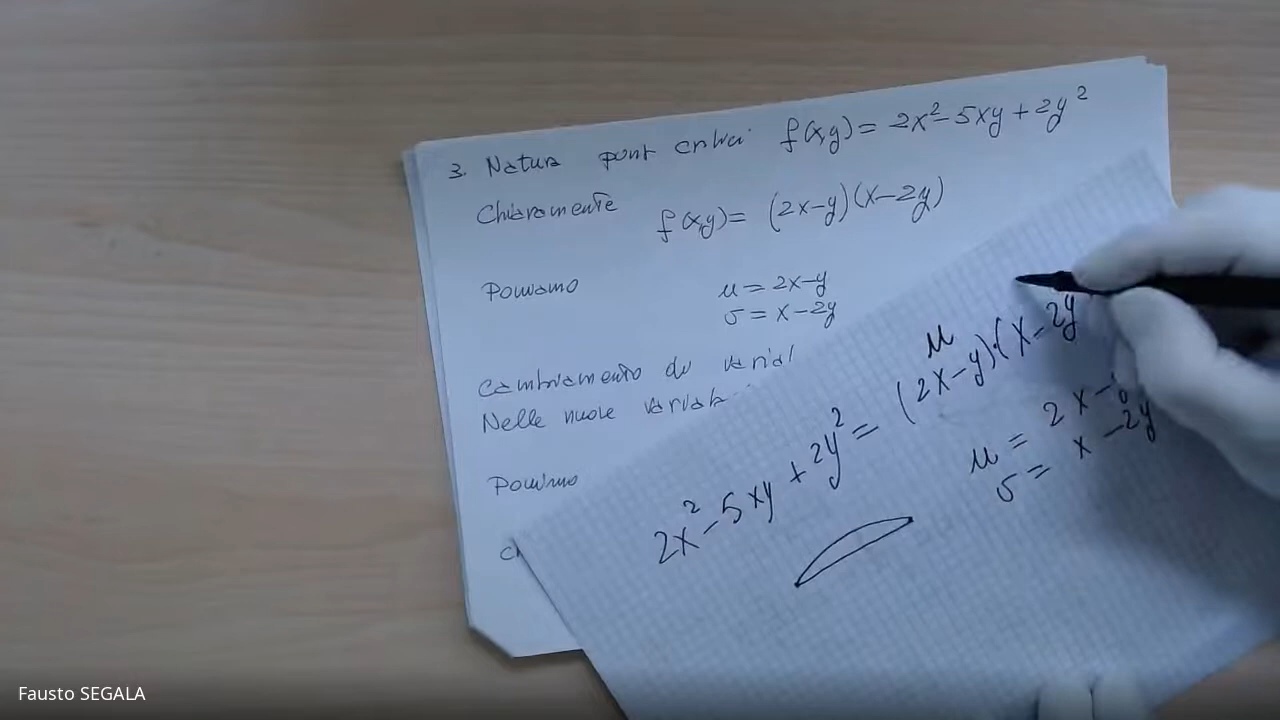 3. Natura punti critici f(x,y) = 2x² - 5xy + 2y²
Chiaramente f(x,y) = (2x-y)(x-2y)
Poniamo u = 2x-y
v = x-2y
Cambiamento di
Nelle nuove
Poniamo
u
2x² - 5xy + 2y² = (2x-y)·(x-2y
u = 2x-
v = x-2y
Fausto SEGALA